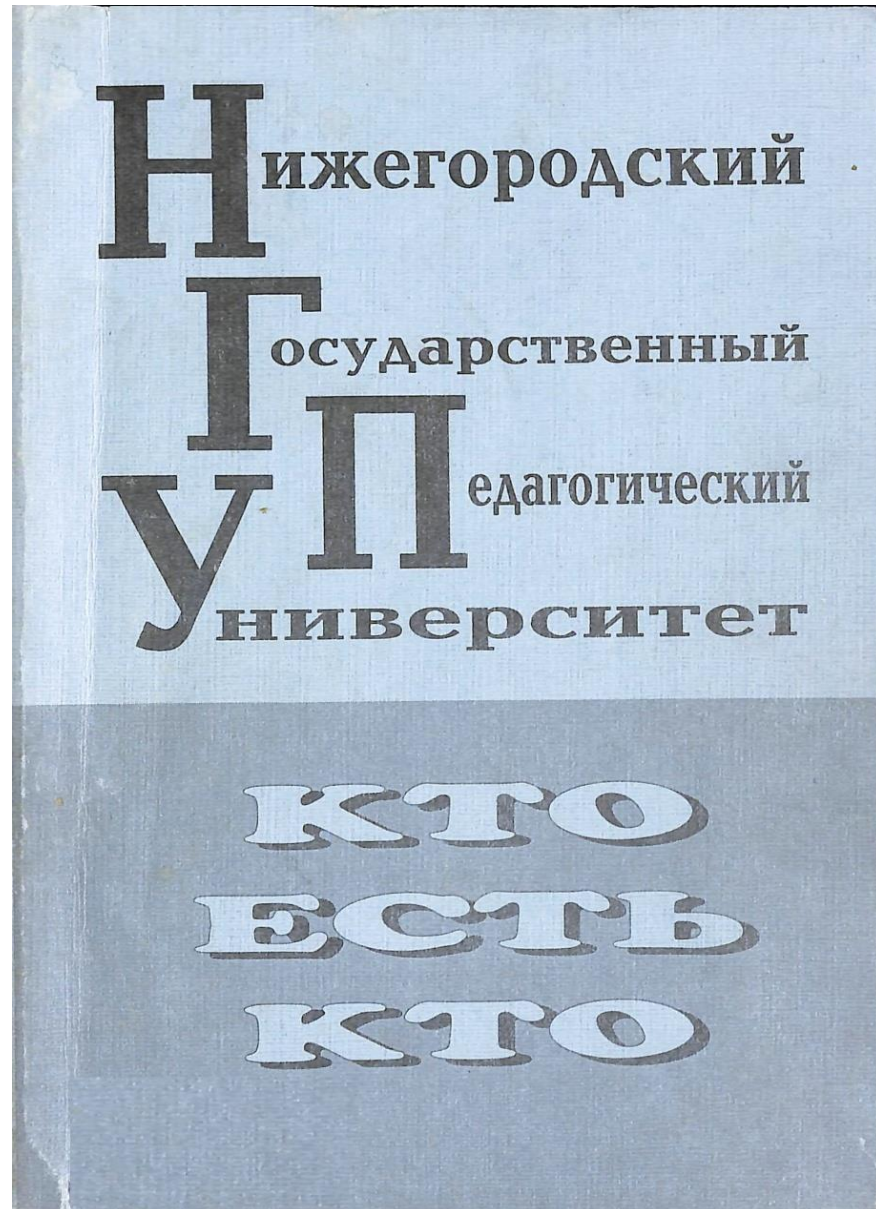 Нижегородский
Государственный
Педагогический
Университет
КТО
ЕСТЬ
КТО